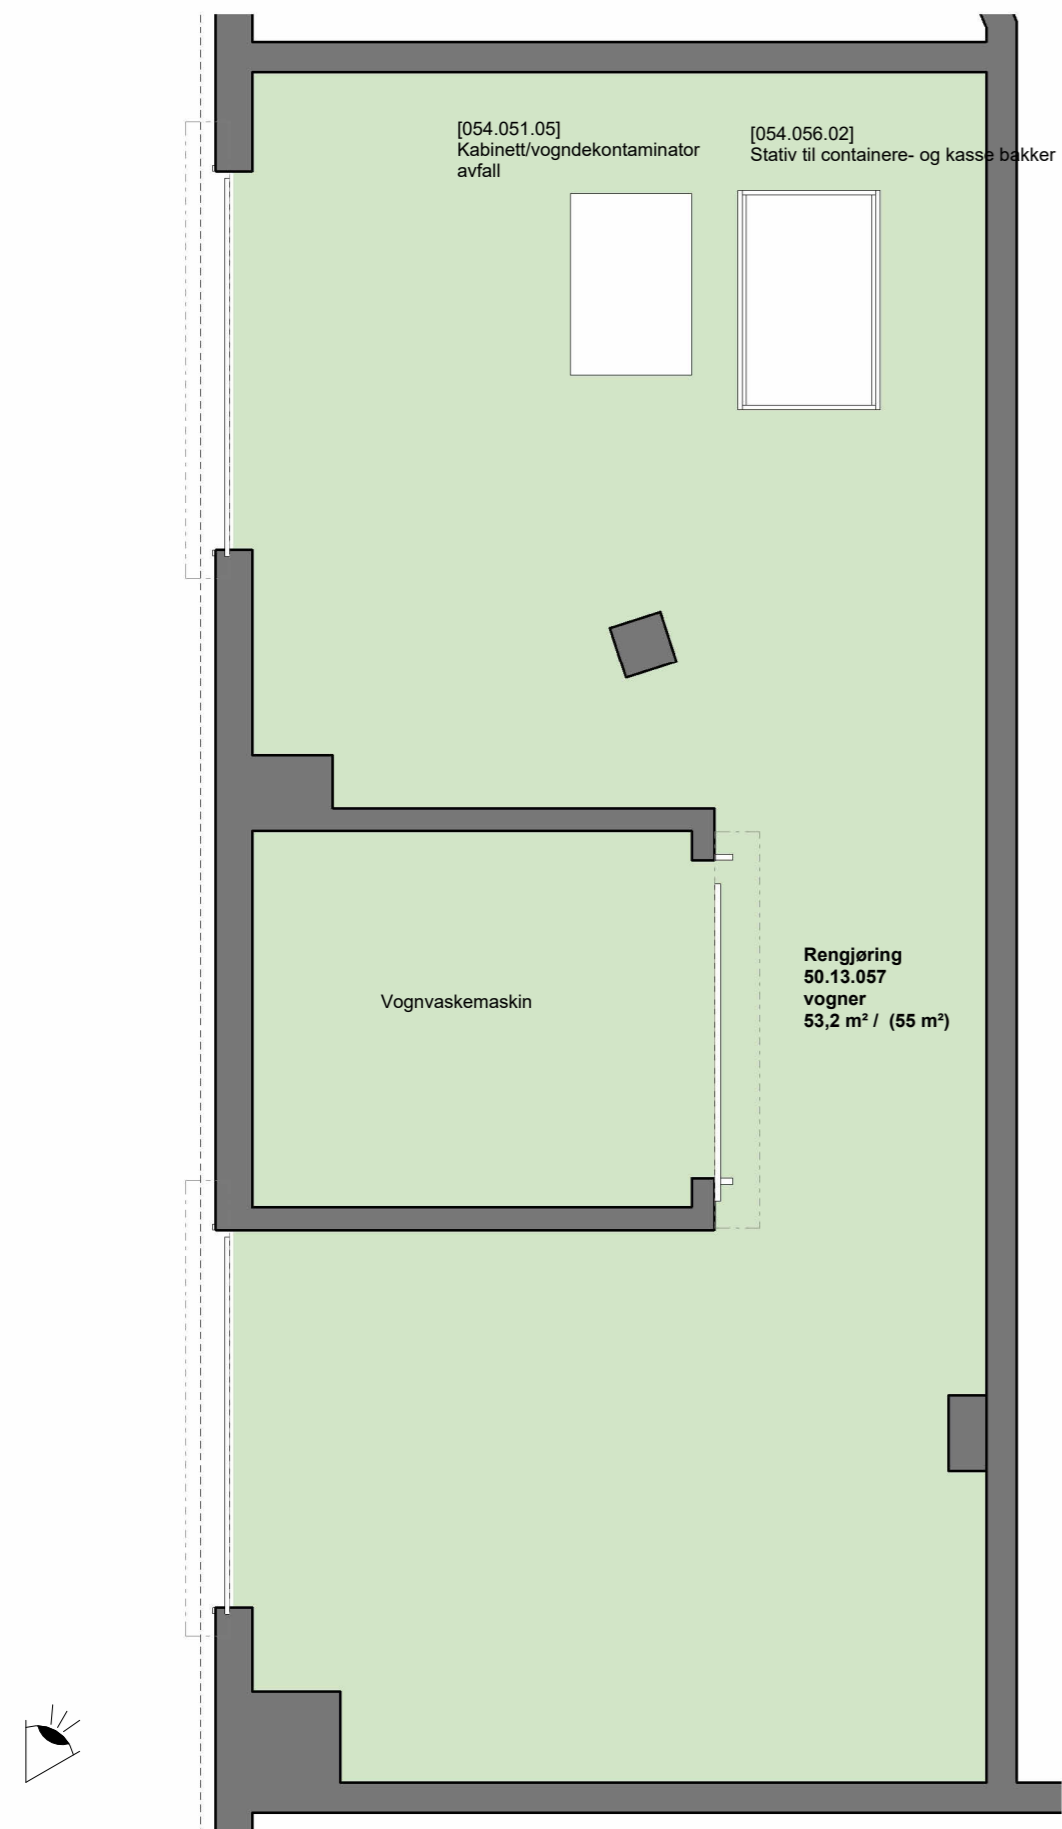 [054.051.05]
Kabinett/vogndekontaminator
avfall
[054.056.02]
Stativ til containere- og kasse bakker
Rengjøring
50.13.057
vogner
53,2 m² / (55 m²)
Vognvaskemaskin